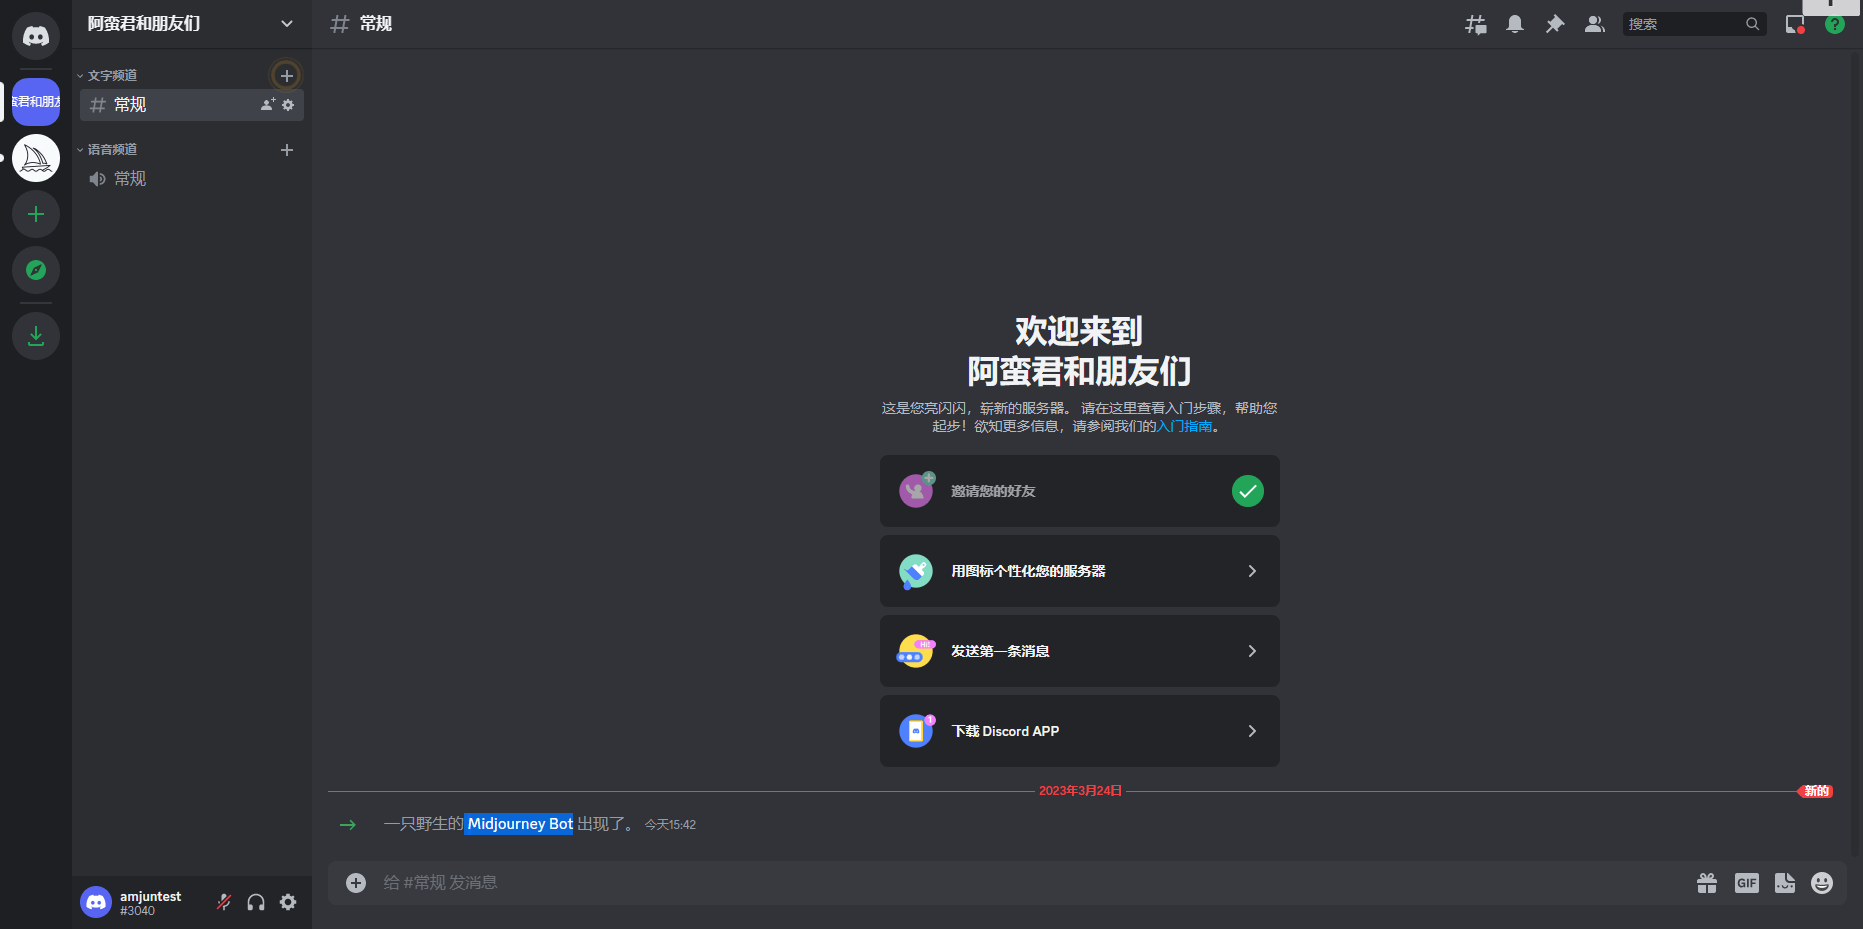 阿蛮君和朋友们
常规
搜索
文字频道
常规
蛮君和朋友
语音频道
常规
欢迎来到
阿蛮君和朋友们
这是您亮闪闪，崭新的服务器。 请在这里查看入门步骤，帮助您
起步！欲知更多信息，请参阅我们的入门指南。
邀请您的好友
用图标个性化您的服务器
发送第一条消息
下载 Discord APP
2023年3月24日
新的
一只野生的 Midjourney Bot 出现了。 今天15:42
给 #常规 发消息
GIF
amjuntest
#3040